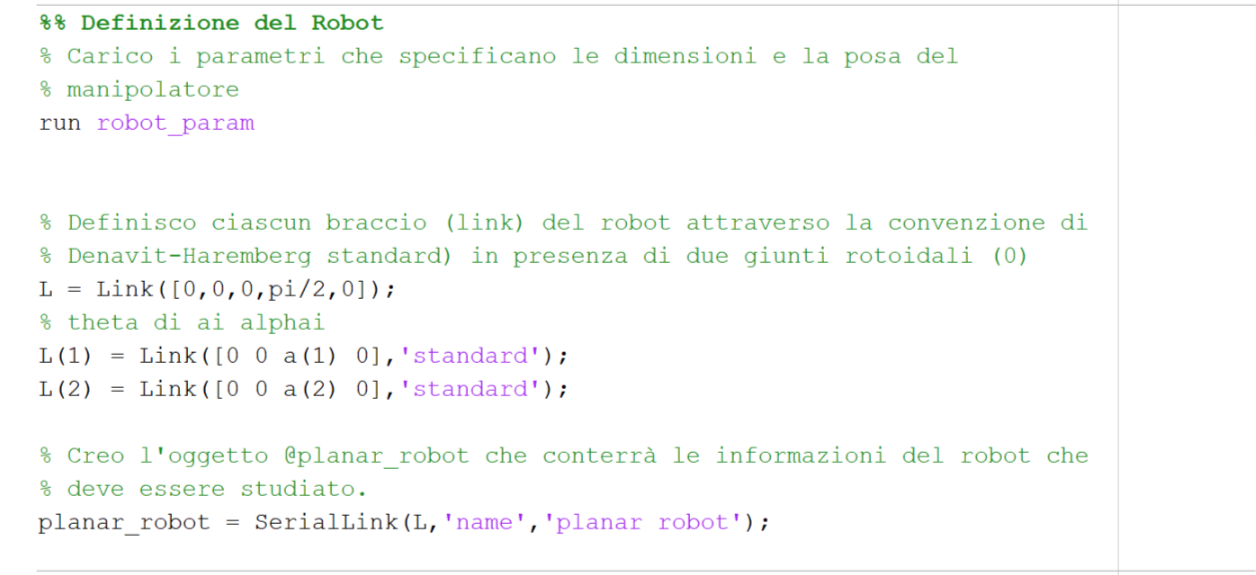 %% Definizione del Robot
% Carico i parametri che specificano le dimensioni e la posa del
% manipolatore
run robot_param
% Definisco ciascun braccio (link) del robot attraverso la convenzione di
% Denavit-Haremberg standard) in presenza di due giunti rotoidali (0)
L = Link([0,0,0,pi/2,0]);
% theta di ai alphai
L(1) = Link([0 0 a(1) 0],'standard');
L(2) = Link([0 0 a(2) 0],'standard');
% Creo l'oggetto @planar_robot che conterrà le informazioni del robot che
% deve essere studiato.
planar_robot = SerialLink(L,'name','planar robot');